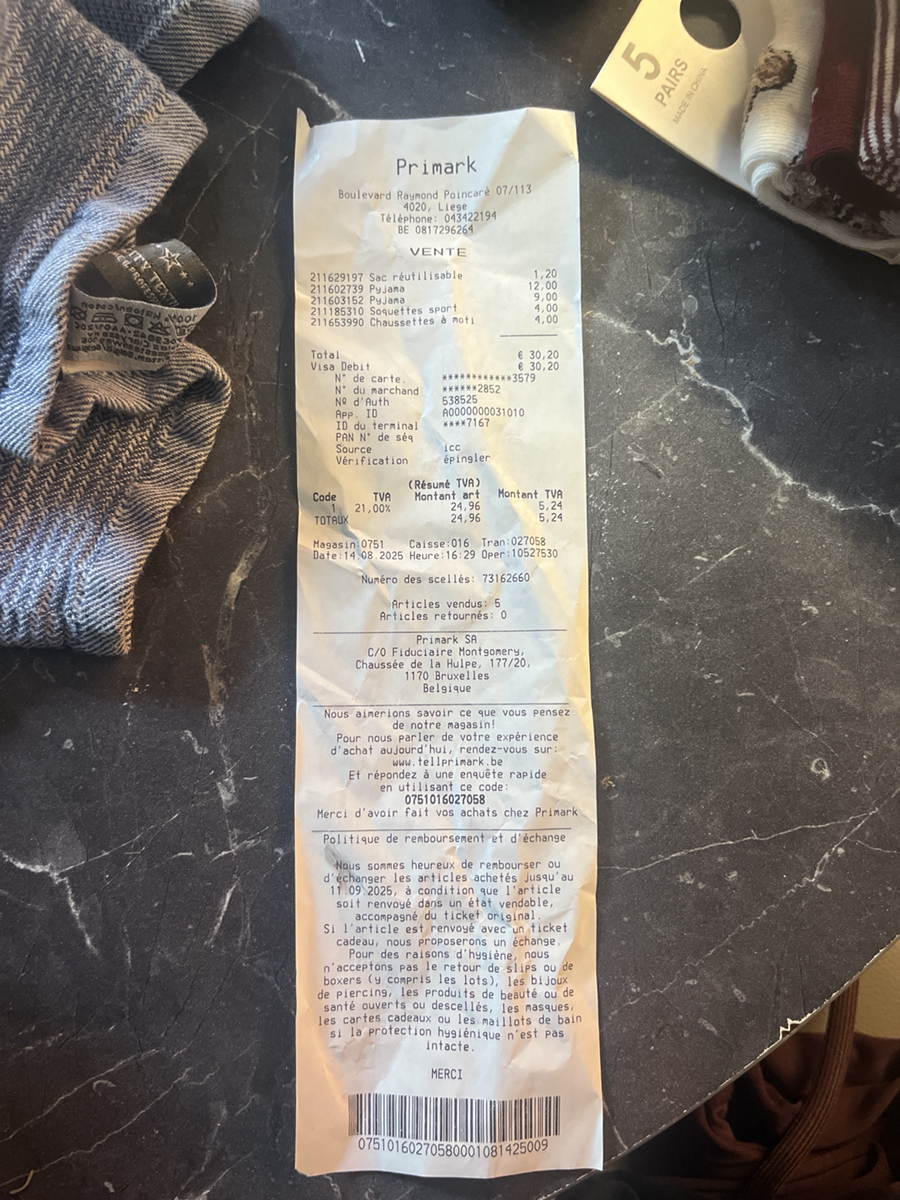 5
PAIRS
MADE IN CHINA
Primark
Boulevard Raymond Poincaré 07/113
4020, Liege
Téléphone: 043422194
BE 0817296264
VENTE
211629197 Sac réutilisable 1,20
211602739 Pyjama 12,00
211603152 Pyjama 9,00
211185310 Soquettes sport 4,00
211653990 Chaussettes à moti 4,00
Total € 30,20
Visa Debit € 30,20
N° de carte. ************3579
N° du marchand ******2852
Nº d'Auth 538525
App. ID A0000000031010
ID du terminal ****7167
PAN N° de séq
Source icc
Vérification épingler
(Résumé TVA)
Code TVA Montant art Montant TVA
1 21,00% 24,96 5,24
TOTAUX 24,96 5,24
Magasin:0751 Caisse:016 Tran:027058
Date:14.08.2025 Heure:16:29 Oper:10527530
Numéro des scellés: 73162660
Articles vendus: 5
Articles retournés: 0
Primark SA
C/O Fiduciaire Montgomery,
Chaussée de la Hulpe, 177/20,
1170 Bruxelles
Belgique
Nous aimerions savoir ce que vous pensez
de notre magasin!
Pour nous parler de votre expérience
d'achat aujourd'hui, rendez-vous sur:
www.tellprimark.be
Et répondez à une enquête rapide
en utilisant ce code:
0751016027058
Merci d'avoir fait vos achats chez Primark
Politique de remboursement et d'échange
Nous sommes heureux de rembourser ou
d'échanger les articles achetés jusqu'au
11.09.2025, à condition que l'article
soit renvoyé dans un état vendable,
accompagné du ticket original.
Si l'article est renvoyé avec un ticket
cadeau, nous proposerons un échange.
Pour des raisons d'hygiène, nous
n'acceptons pas le retour de slips ou de
boxers (y compris les lots), les bijoux
de piercing, les produits de beauté ou de
santé ouverts ou descellés, les masques,
les cartes cadeaux ou les maillots de bain
si la protection hygiénique n'est pas
intacte.
MERCI
07510160270580001081425009